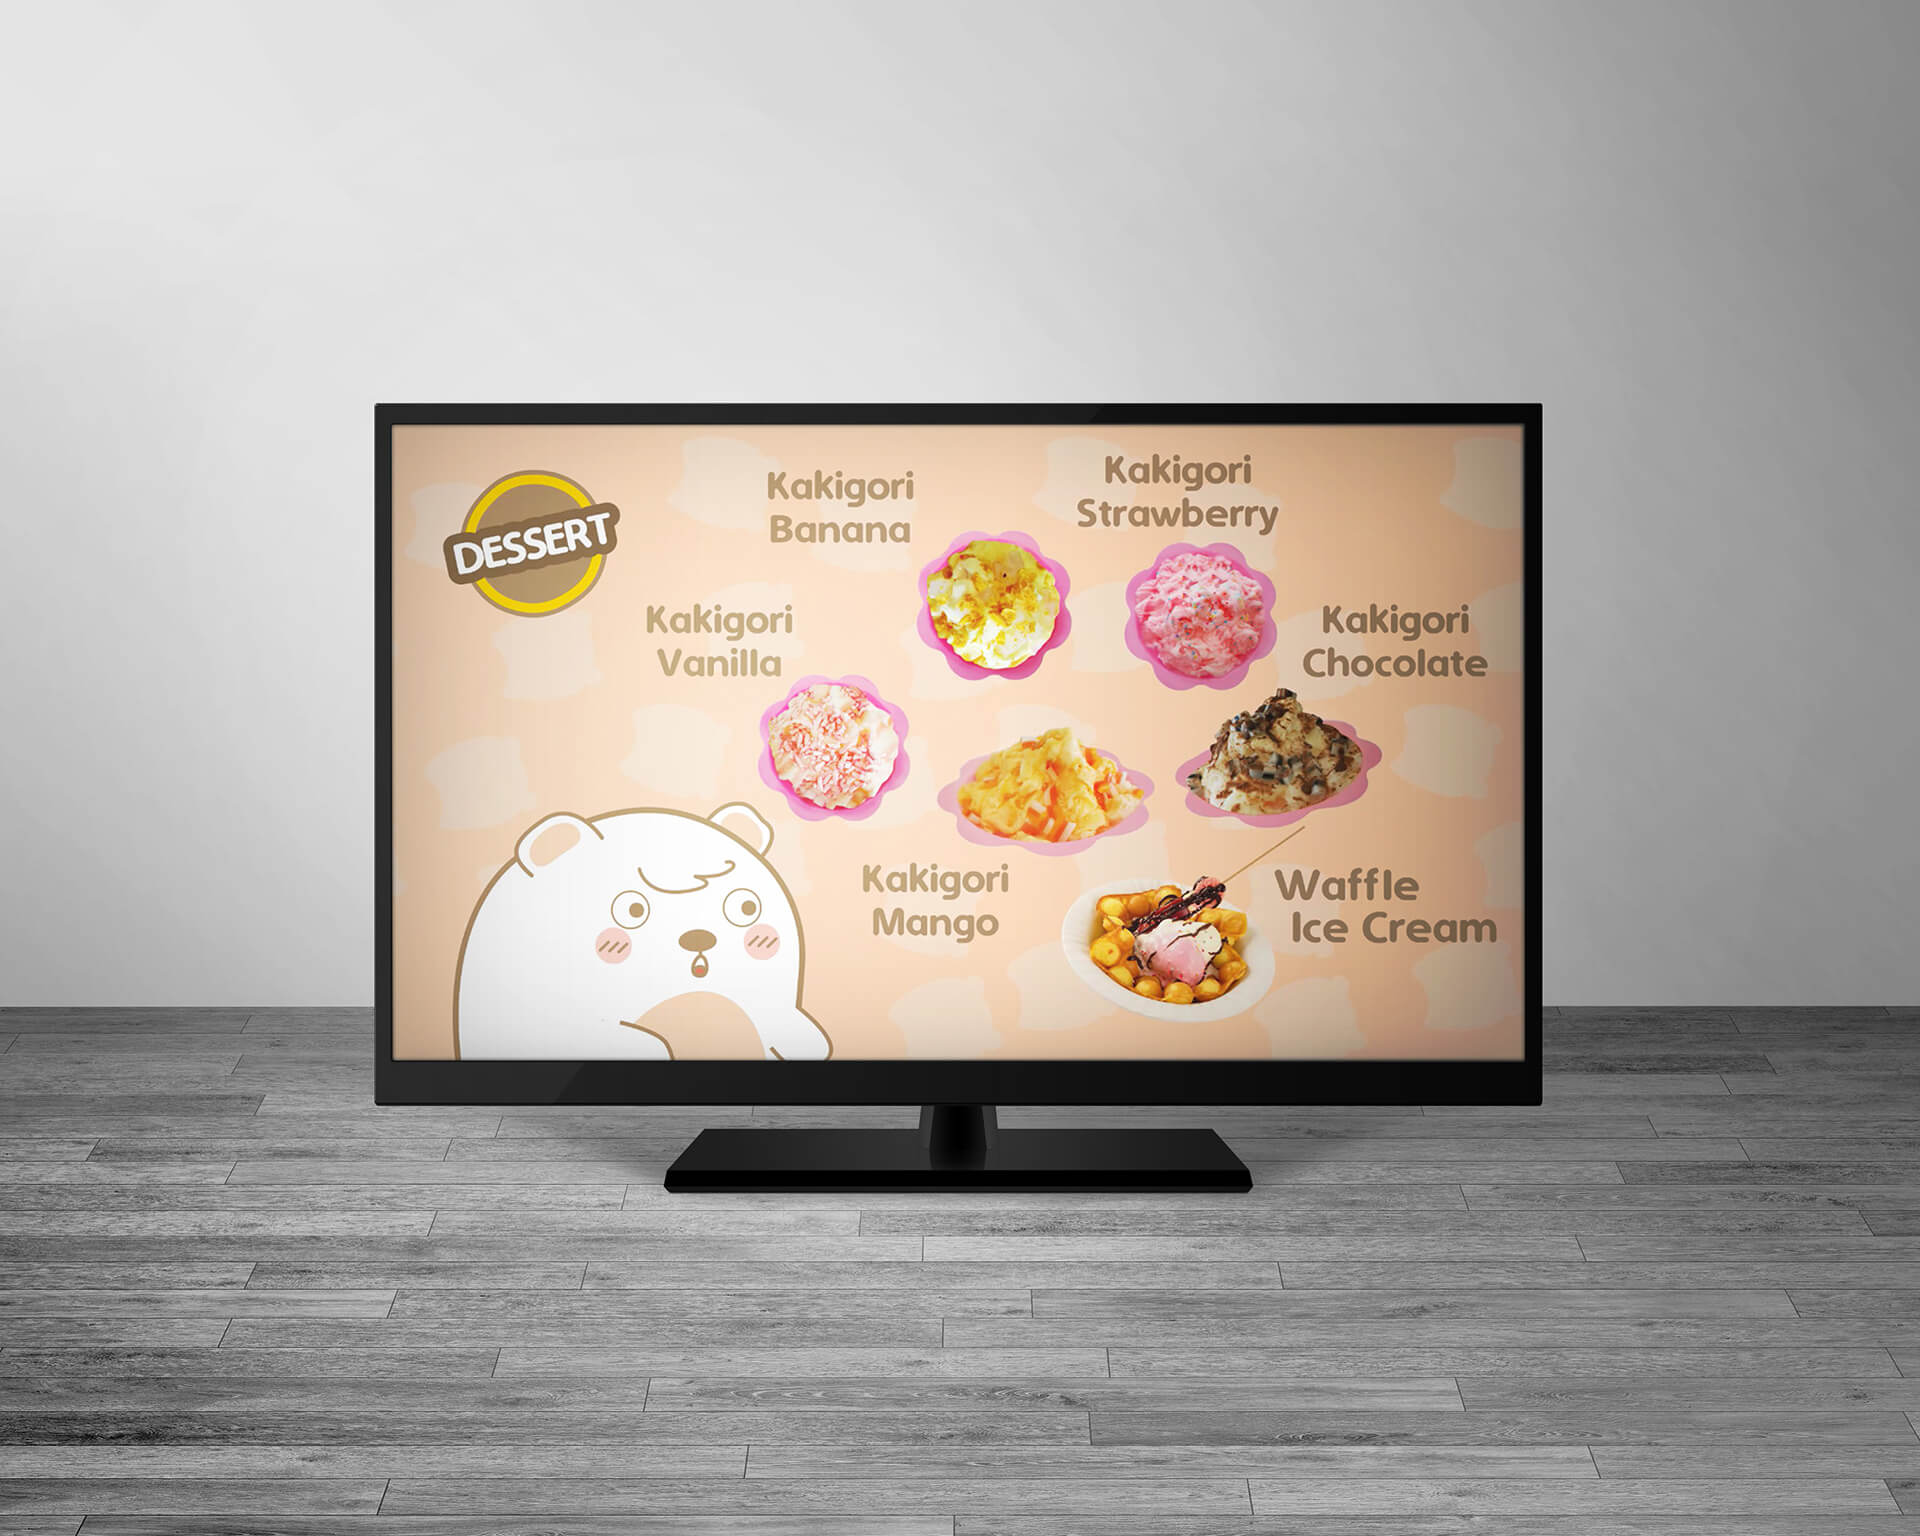 DESSERT
Kakigori
Banana
Kakigori
Strawberry
Kakigori
Vanilla
Kakigori
Chocolate
Kakigori
Mango
Waffle
Ice Cream